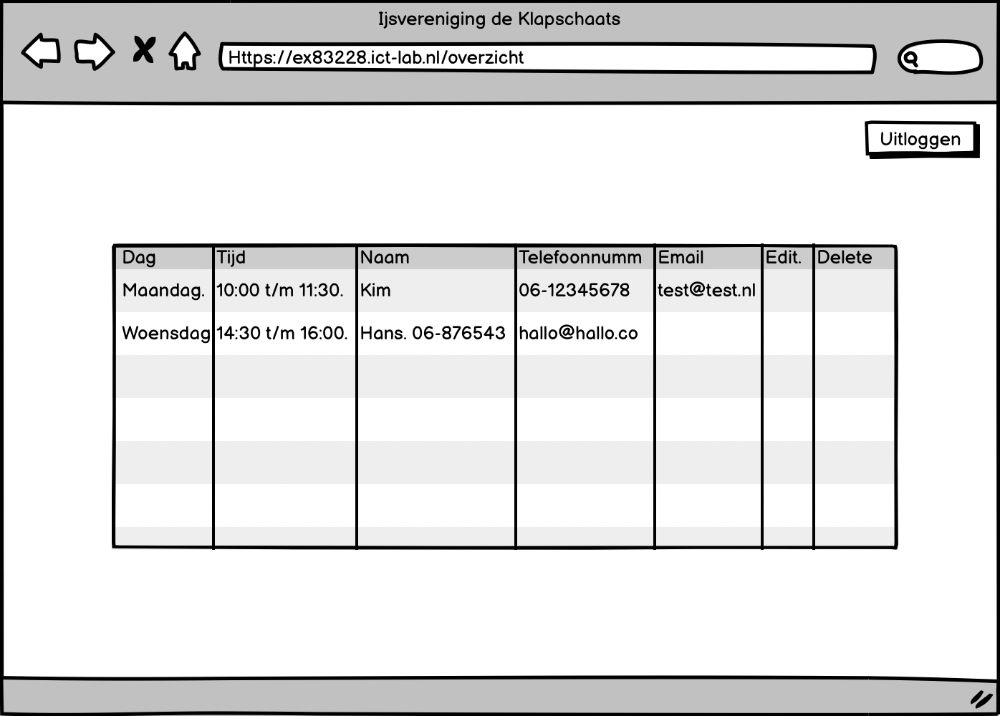 Ijsvereniging de Klapschaats
Https://ex83228.ict-lab.nl/overzicht
Uitloggen
Dag Tijd Naam Telefoonnumm Email Edit. Delete
Maandag. 10:00 t/m 11:30. Kim 06-12345678 test@test.nl
Woensdag 14:30 t/m 16:00. Hans. 06-876543 hallo@hallo.co